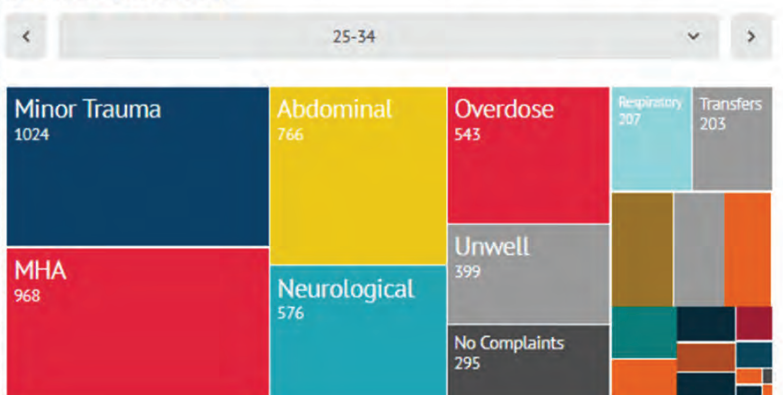 25-34
Minor Trauma
1024
Abdominal
766
Overdose
543
Respiratory
207
Transfers
203
MHA
968
Neurological
576
Unwell
399
No Complaints
295